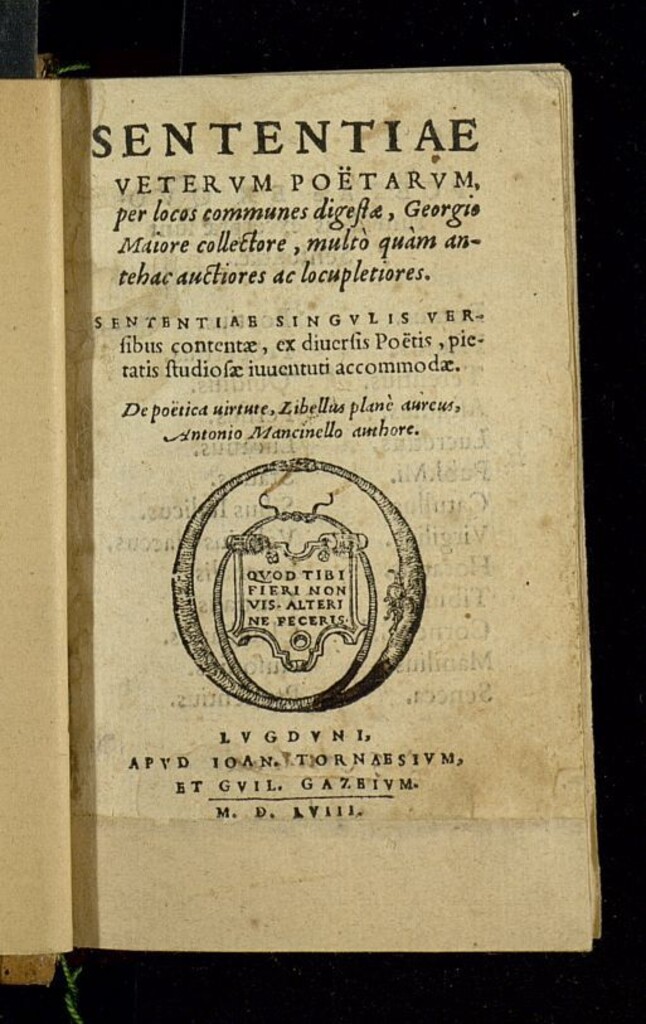 SENTENTIAE
VETERVM POËTARVM,
per locos communes digestæ, Georgio
Maiore collectore, multò quàm an-
tehac auctiores ac locupletiores.
SENTENTIAE SINGVLIS VER-
sibus contentæ, ex diuersis Poëtis, pie-
tatis studiosæ iuuentuti accommodæ.
De poëtica uirtute, Libellus planè aureus,
Antonio Mancinello authore.
QVOD TIBI
FIERI NON
VIS. ALTERI
NE FECERIS.
LVGDVNI,
APVD IOAN. TORNAESIVM,
ET GVIL. GAZEIVM.
M. D. LVIII.